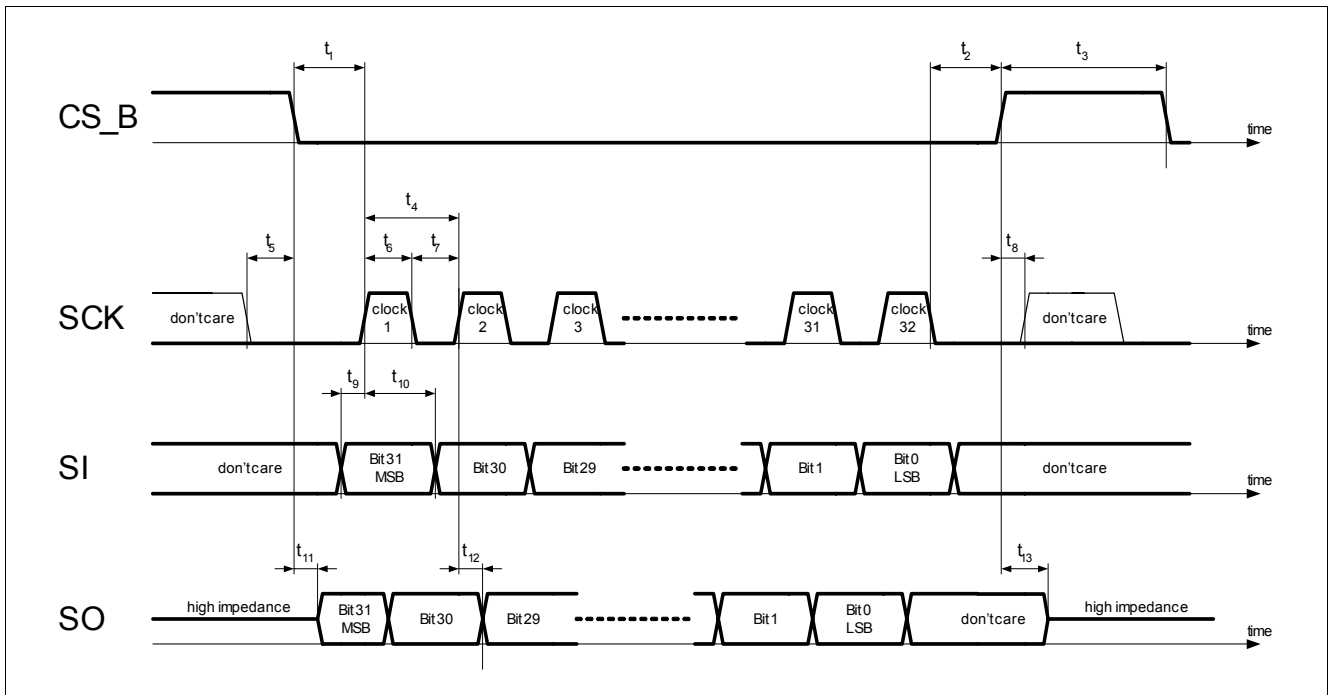 t1 t2 t3
CS_B
time
t4
t5 t6 t7 t8
SCK
don'tcare
clock
1
clock
2
clock
3
clock
31
clock
32
don'tcare
time
t9 t10
SI
don'tcare
Bit31
MSB
Bit30
Bit29
Bit1
Bit0
LSB
don'tcare
time
t11 t12 t13
SO
high impedance
Bit31
MSB
Bit30
Bit29
Bit1
Bit0
LSB
don'tcare
high impedance
time